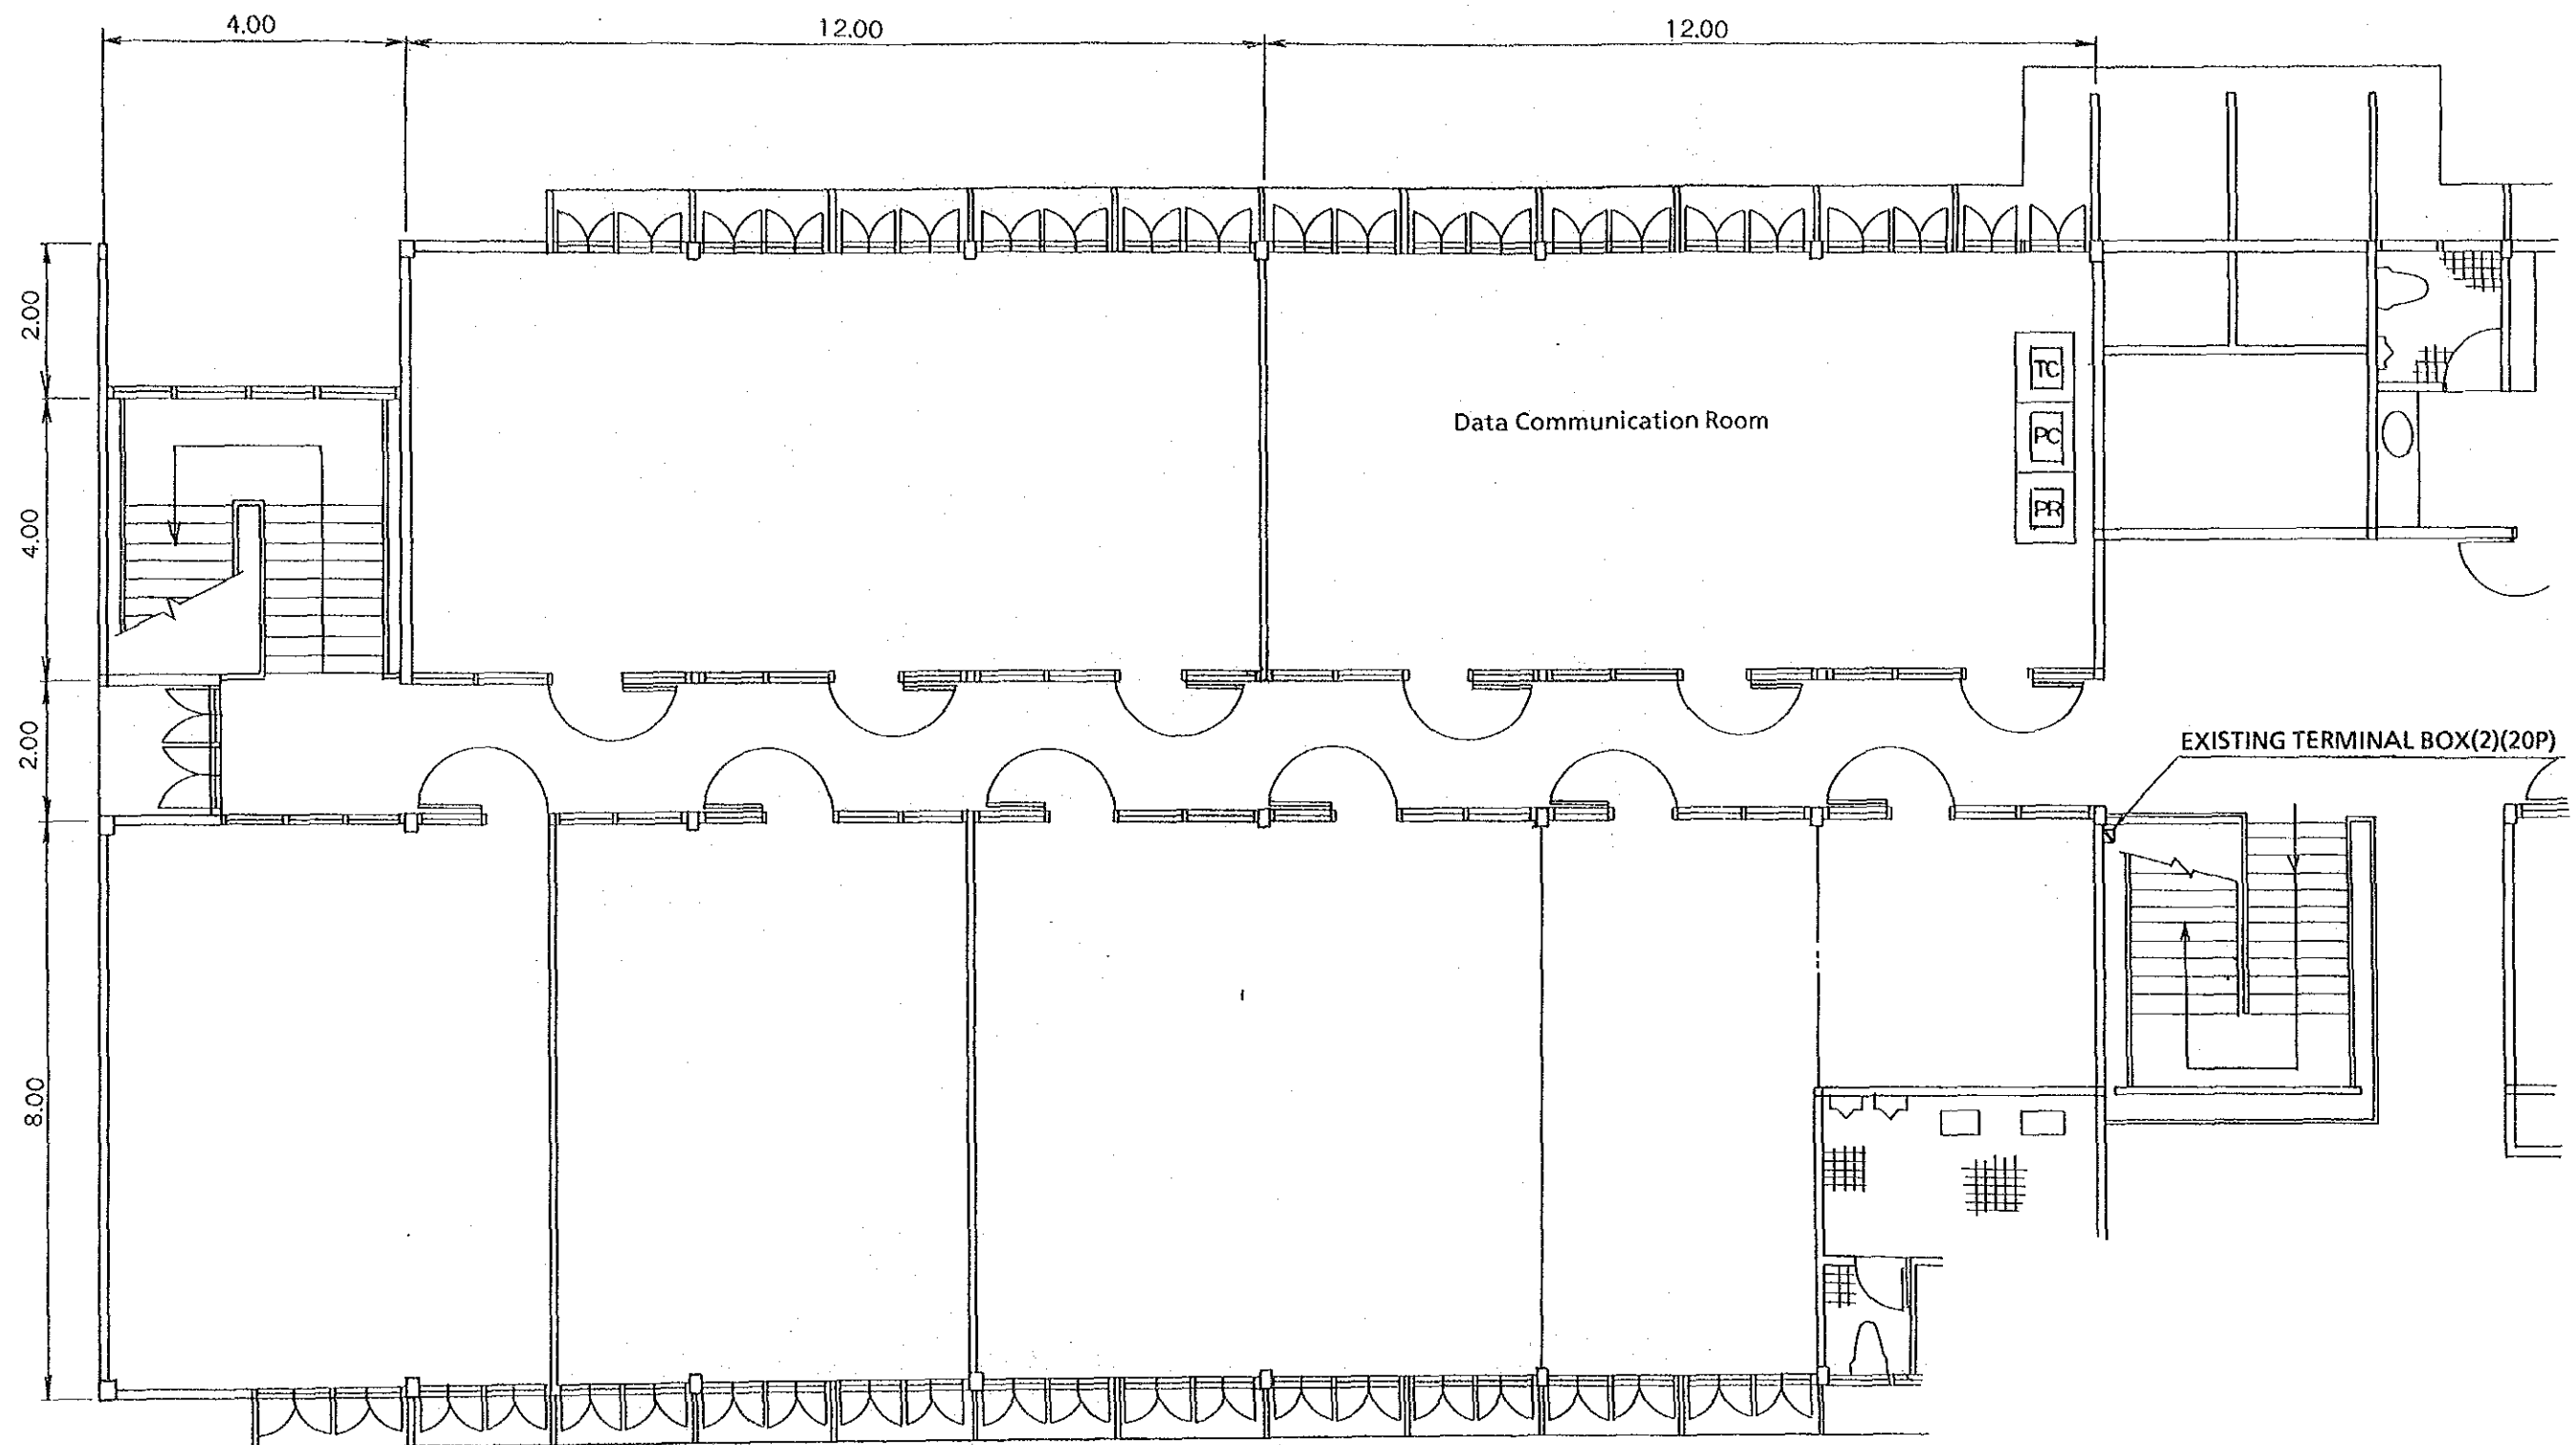 4.00
12.00
12.00
2.00
4.00
2.00
8.00
TC
Data Communication Room
PC
PR
EXISTING TERMINAL BOX(2)(20P)